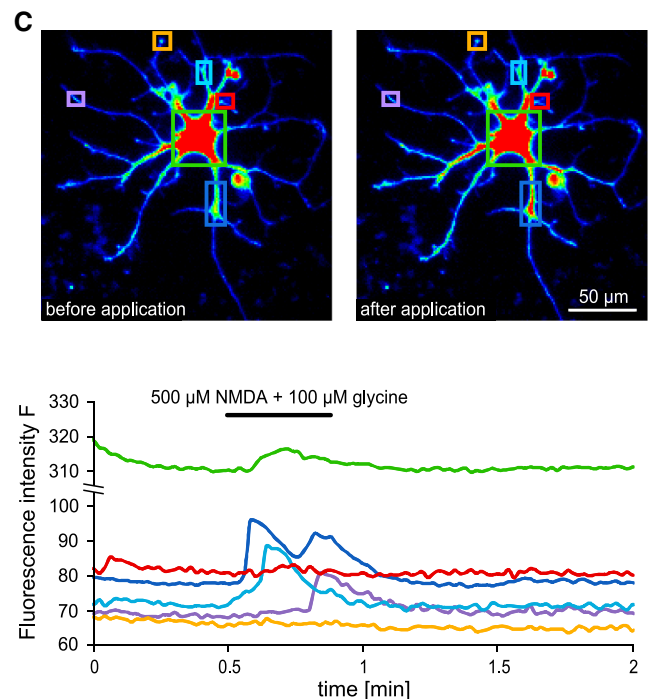 C
before application
after application
50 µm
500 µM NMDA + 100 µM glycine
Fluorescence intensity F
330
320
310
100
90
80
70
60
0
0.5
1
1.5
2
time [min]